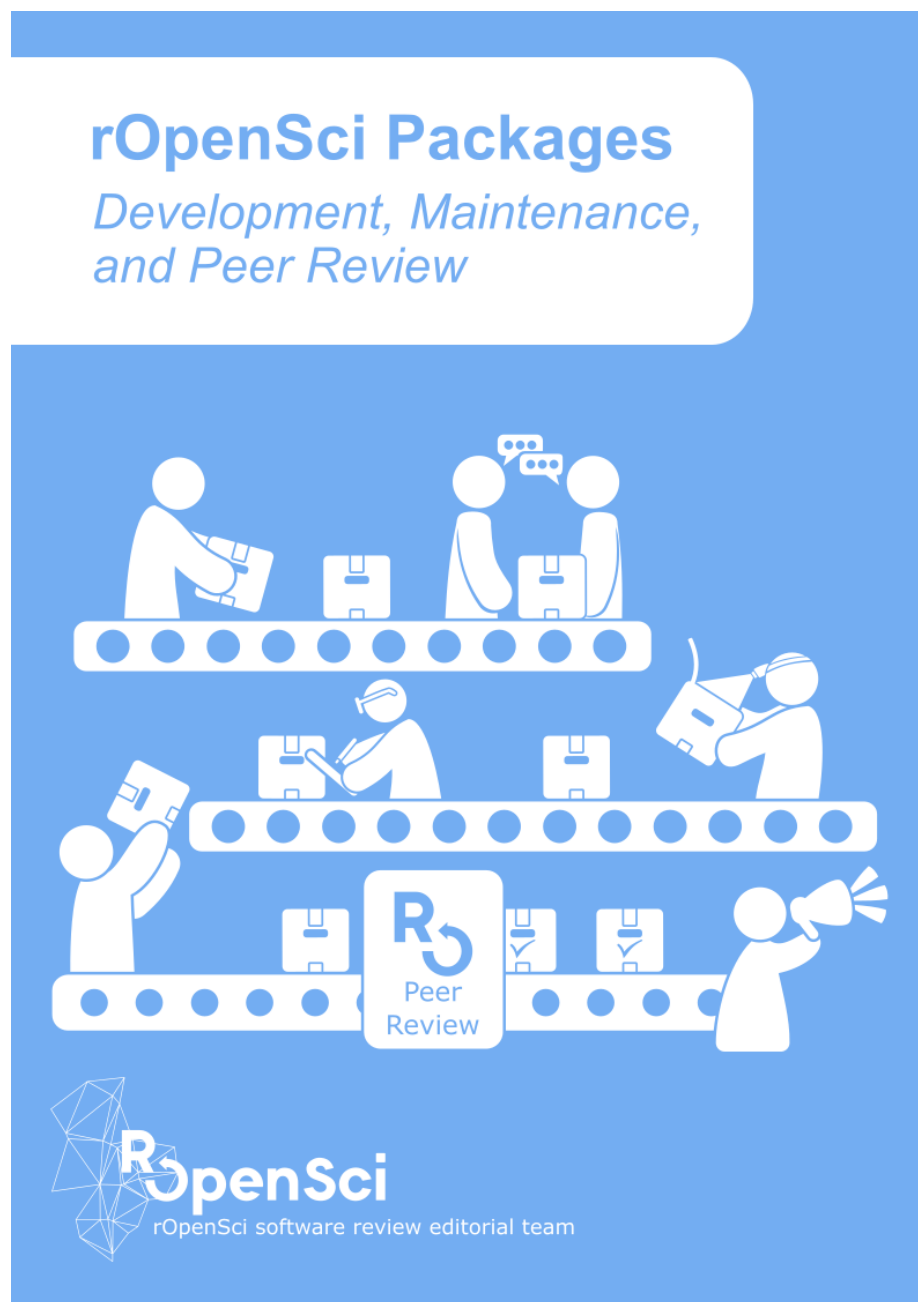 rOpenSci Packages
Development, Maintenance,
and Peer Review
R
Peer
Review
ROpenSci
rOpenSci software review editorial team